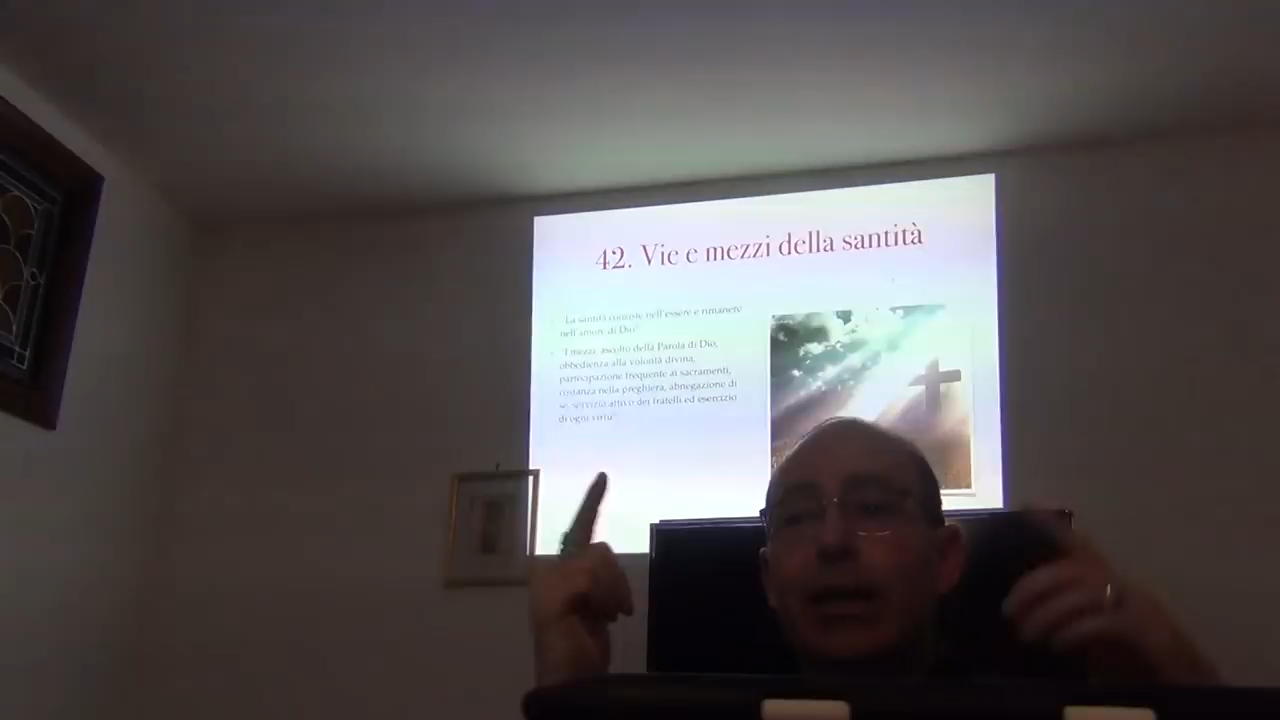 42. Vie e mezzi della santità
"La santità consiste nell'essere e rimanere
nell'amore di Dio"
"I mezzi: ascolto della Parola di Dio,
obbedienza alla volontà divina,
partecipazione frequente ai sacramenti,
costanza nella preghiera, abnegazione di
se, servizio attivo dei fratelli ed esercizio
di ogni virtù"